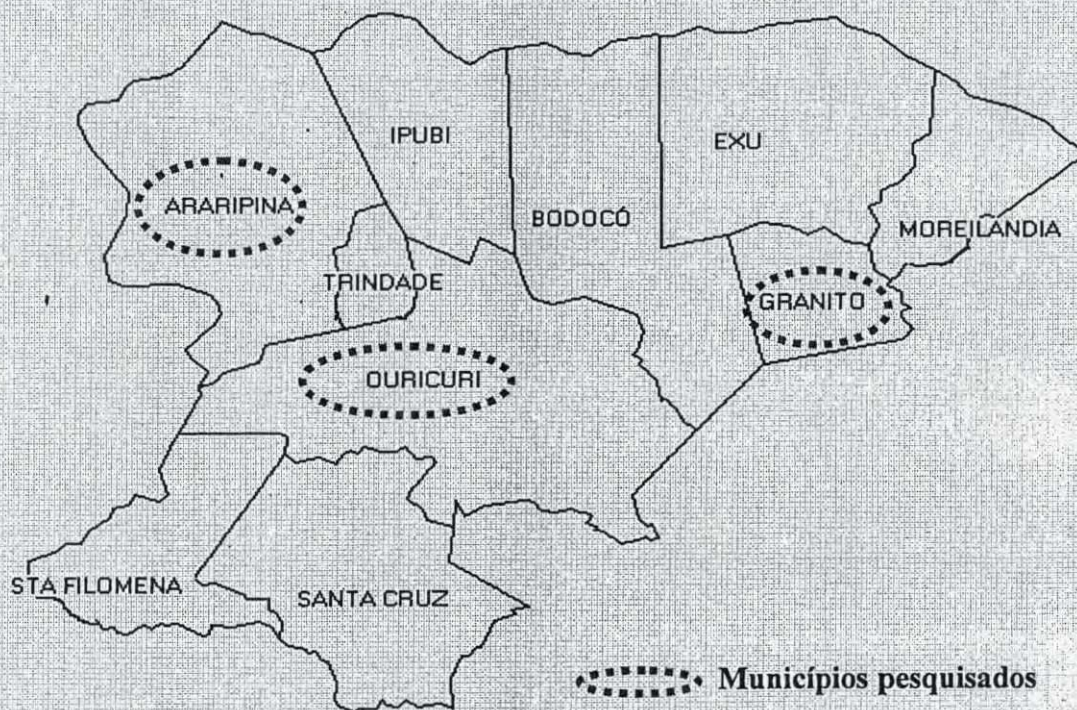 IPUBI
EXU
ARARIPINA
BODOCÓ
MOREILANDIA
TRINDADE
GRANITO
OURICURI
STA FILOMENA
SANTA CRUZ
Municípios pesquisados